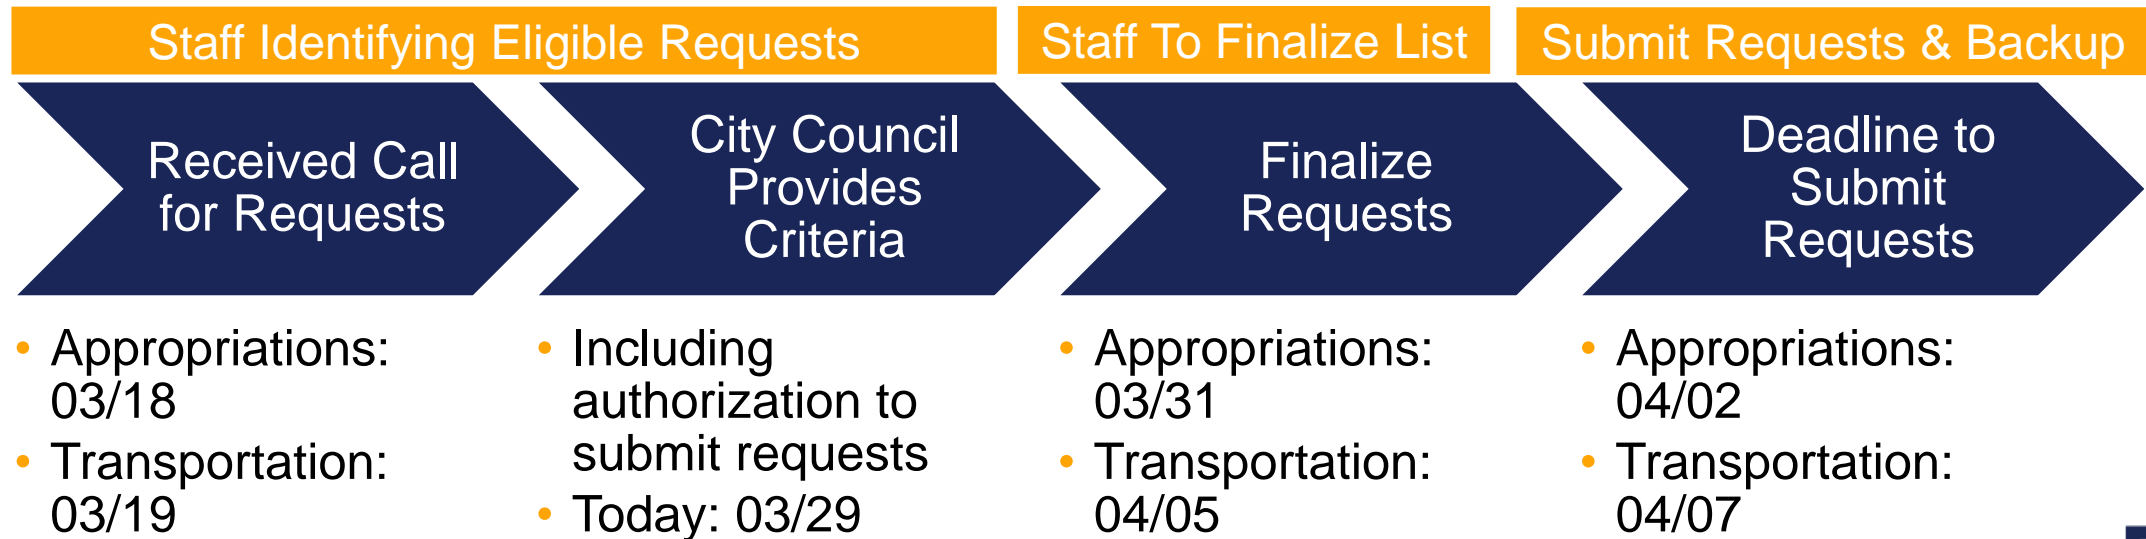 Staff Identifying Eligible Requests
Staff To Finalize List
Submit Requests & Backup
Received Call
for Requests
City Council
Provides
Criteria
Finalize
Requests
Deadline to
Submit
Requests
• Appropriations:
03/18
• Transportation:
03/19
• Including
authorization to
submit requests
• Today: 03/29
• Appropriations:
03/31
• Transportation:
04/05
• Appropriations:
04/02
• Transportation:
04/07